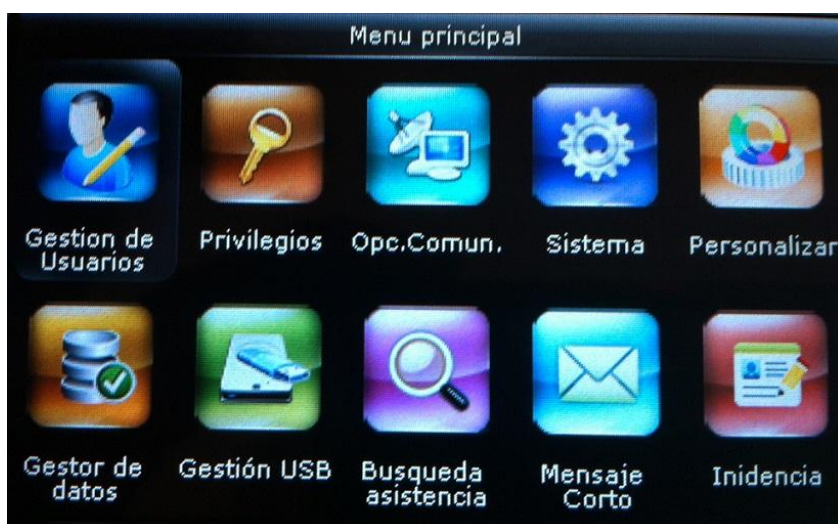 Menu principal
Gestion de
Usuarios
Privilegios
Opc.Comun.
Sistema
Personalizar
Gestor de
datos
Gestión USB
Busqueda
asistencia
Mensaje
Corto
Inidencia